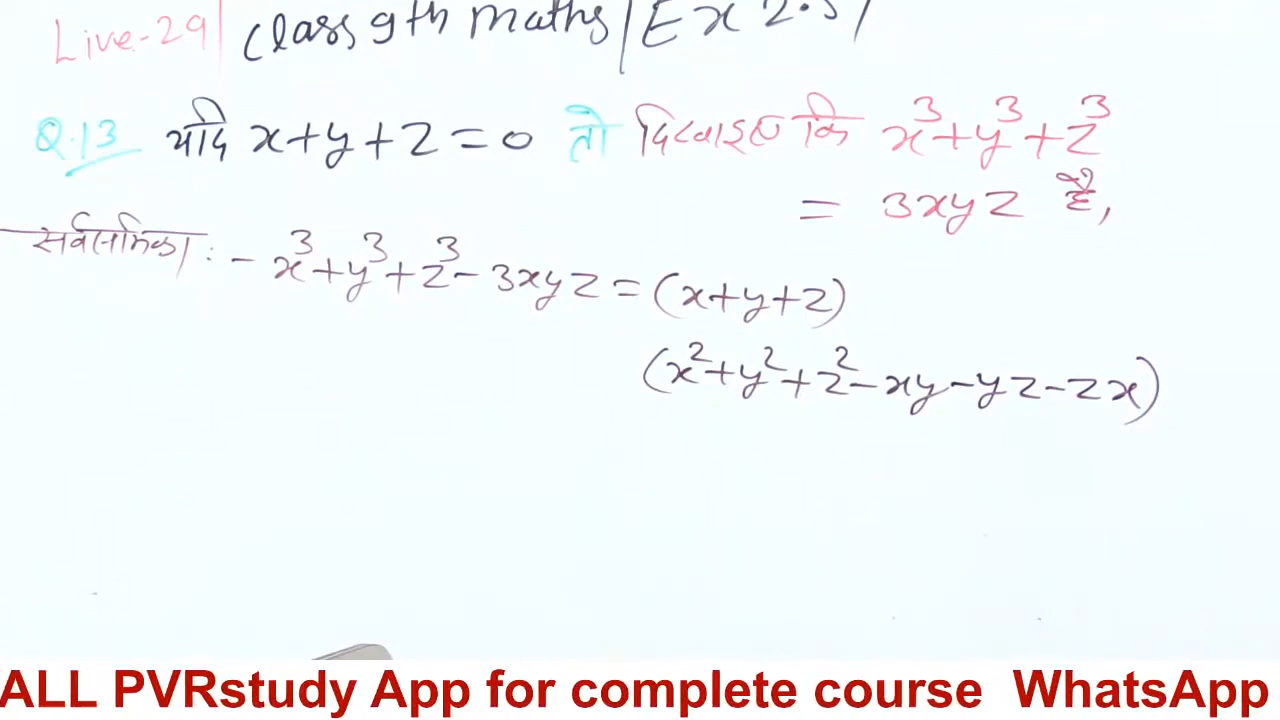 Live-29 | Class 9th maths | Ex 2.5 |
Q.13 यदि x+y+z=0 तो दिखाइए कि x³+y³+z³
= 3xyz है,
सर्वसमिका :- x³+y³+z³-3xyz=(x+y+z)
(x²+y²+z²-xy-yz-zx)
ALL PVRstudy App for complete course WhatsApp